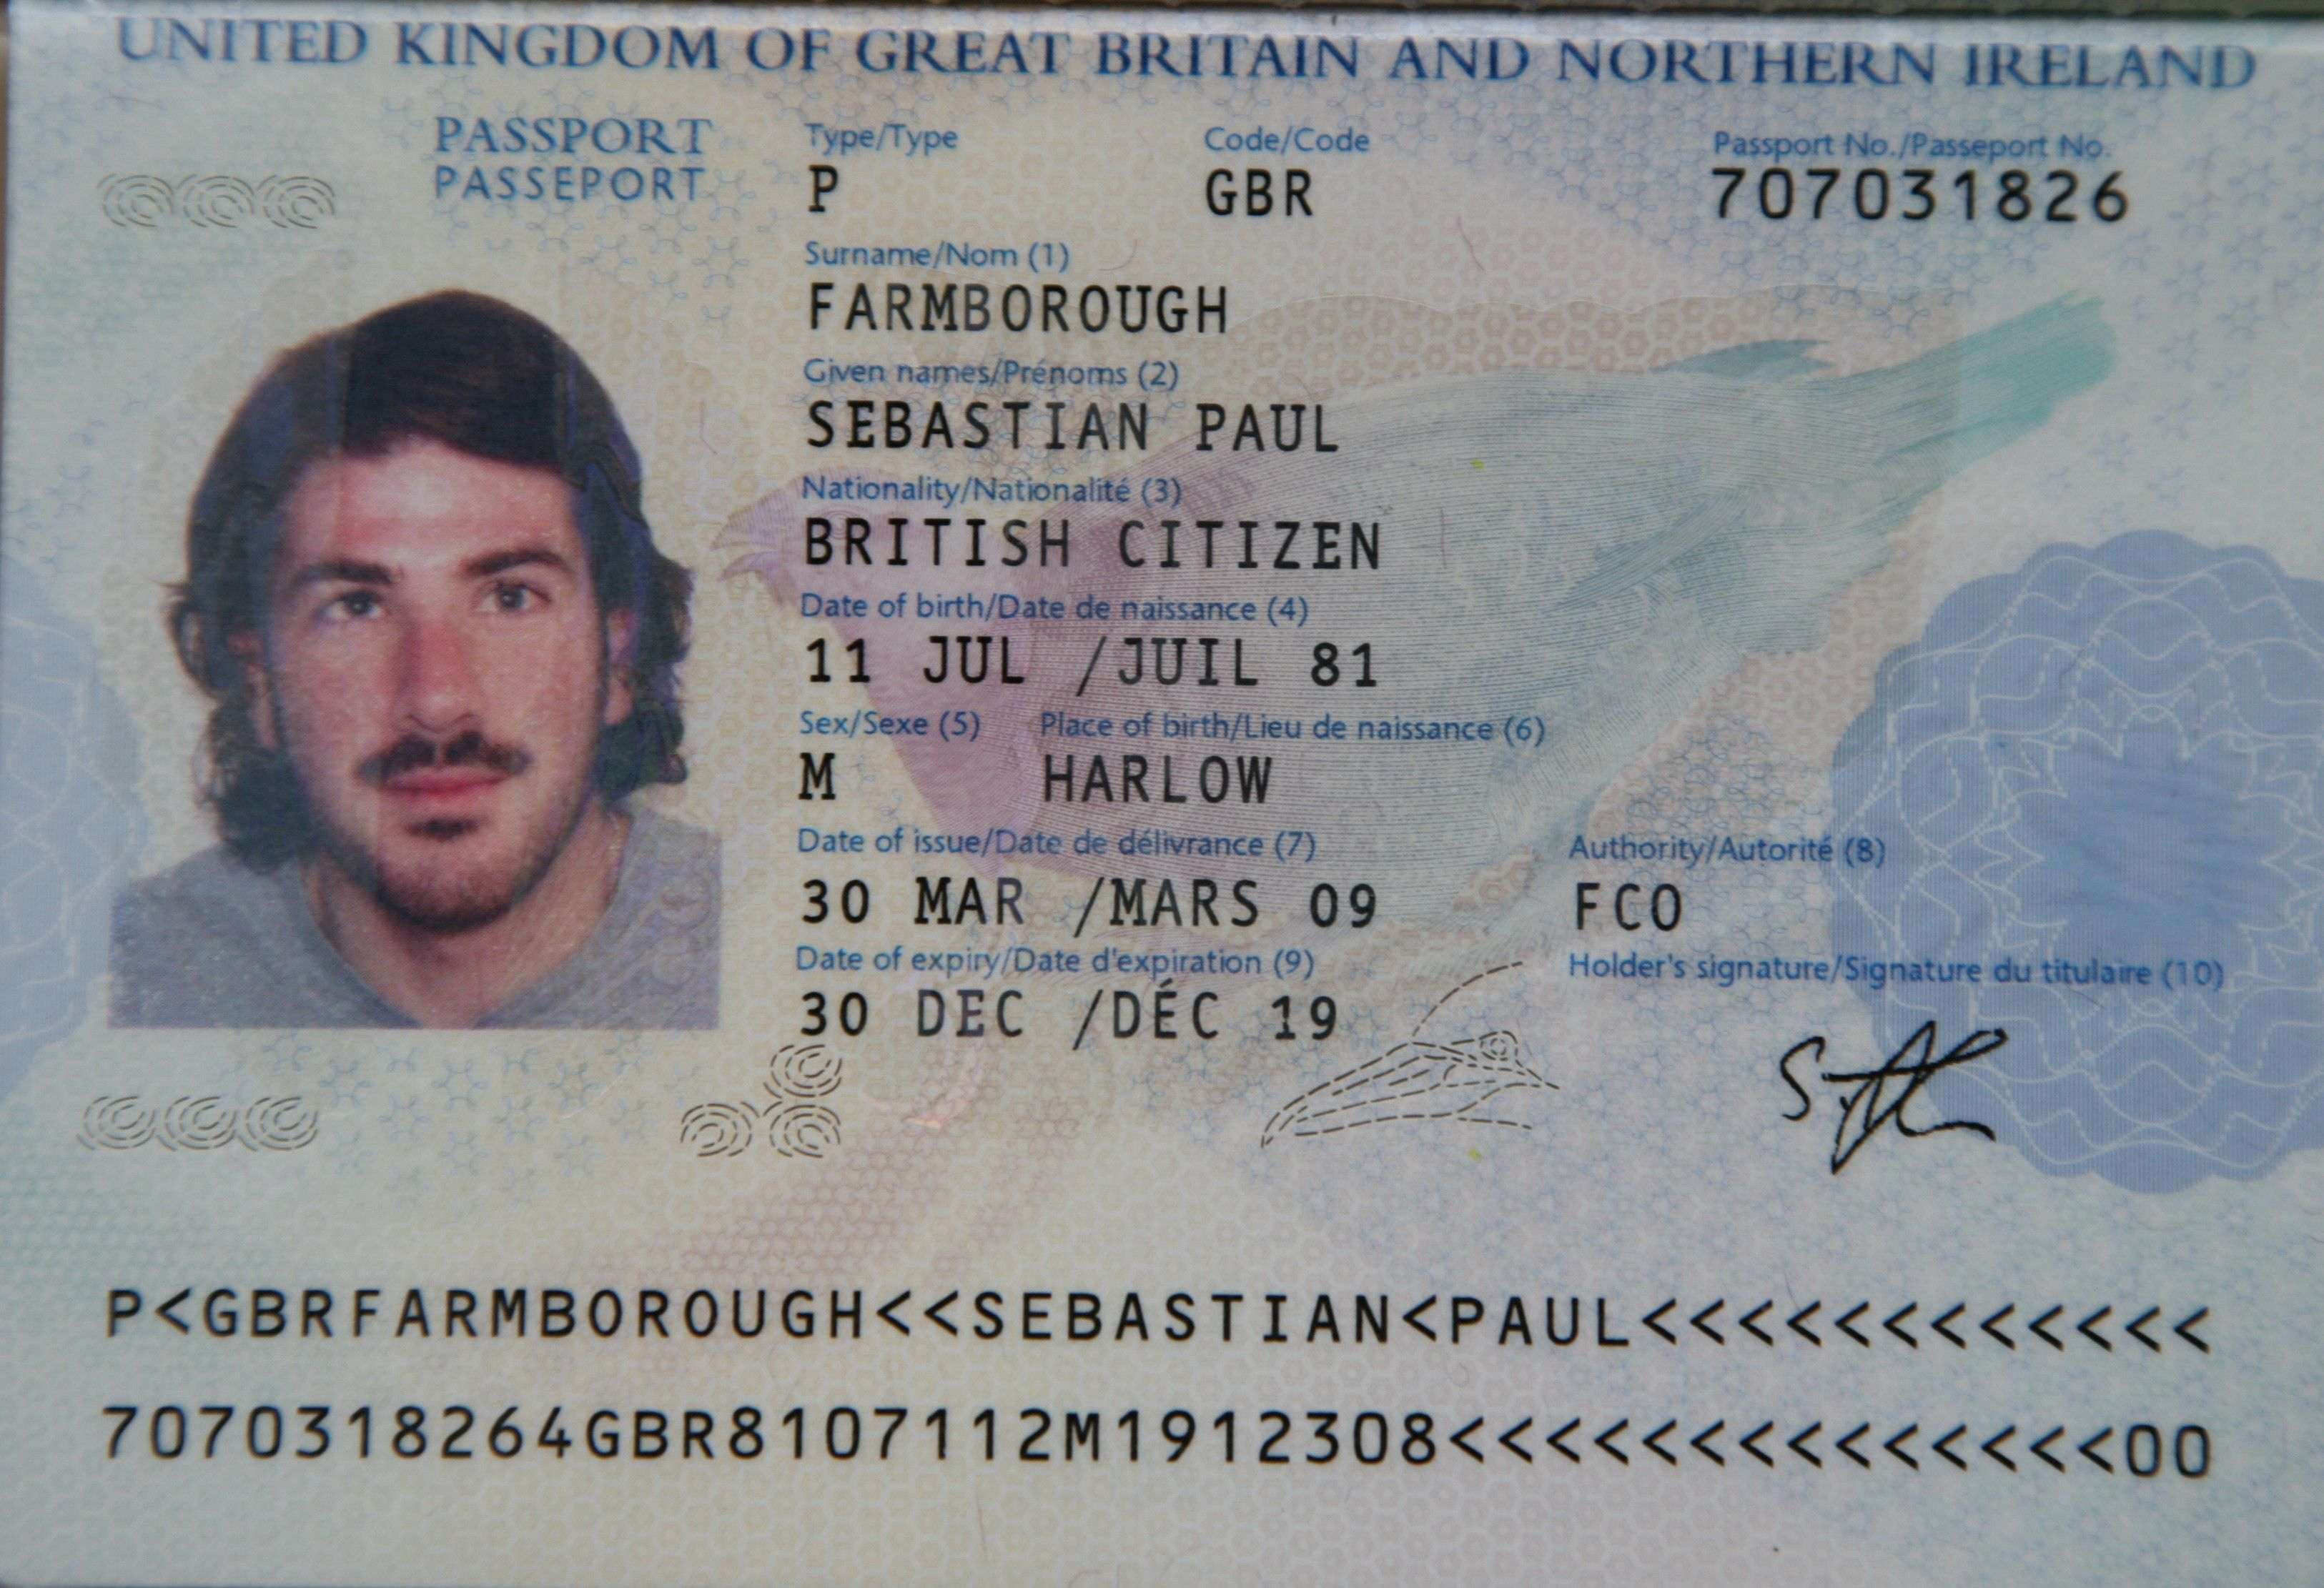 UNITED KINGDOM OF GREAT BRITAIN AND NORTHERN IRELAND
PASSPORT
PASSEPORT
Type/Type
P
Code/Code
GBR
Passport No./Passeport No.
707031826
Surname/Nom (1)
FARMBOROUGH
Given names/Prénoms (2)
SEBASTIAN PAUL
Nationality/Nationalité (3)
BRITISH CITIZEN
Date of birth/Date de naissance (4)
11 JUL /JUIL 81
Sex/Sexe (5) Place of birth/Lieu de naissance (6)
M HARLOW
Date of issue/Date de délivrance (7)
30 MAR /MARS 09
Authority/Autorité (8)
FCO
Date of expiry/Date d'expiration (9)
30 DEC /DÉC 19
Holder's signature/Signature du titulaire (10)
P<GBRFARMBOROUGH<<SEBASTIAN<PAUL<<<<<<<<<<<<
7070318264GBR8107112M1912308<<<<<<<<<<<<<<00